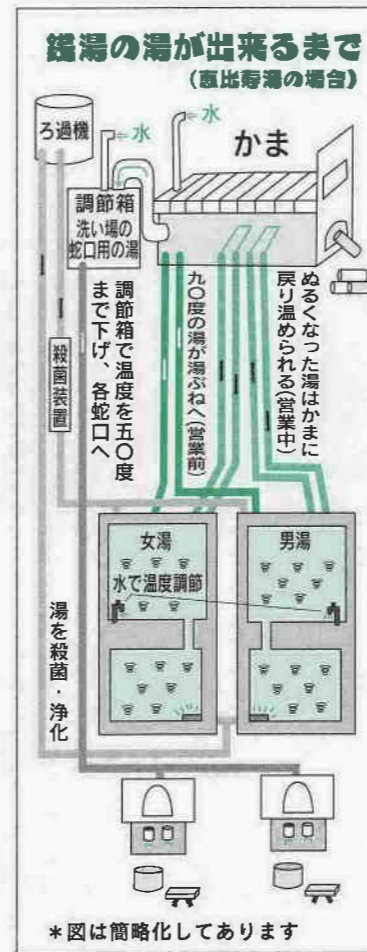 銭湯の湯が出来るまで
（恵比寿湯の場合）
ろ過機
水
水
かま
調節箱
洗い場の
蛇口用の湯
ぬるくなった湯はかまに
戻り温められる（営業中）
九〇度の湯が湯ぶねへ（営業前）
調節箱で温度を五〇度
まで下げ、各蛇口へ
殺菌装置
女湯
男湯
水で温度調節
湯を殺菌・浄化
＊図は簡略化してあります